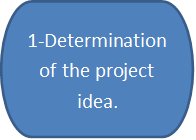 1-Determination
of the project
idea.